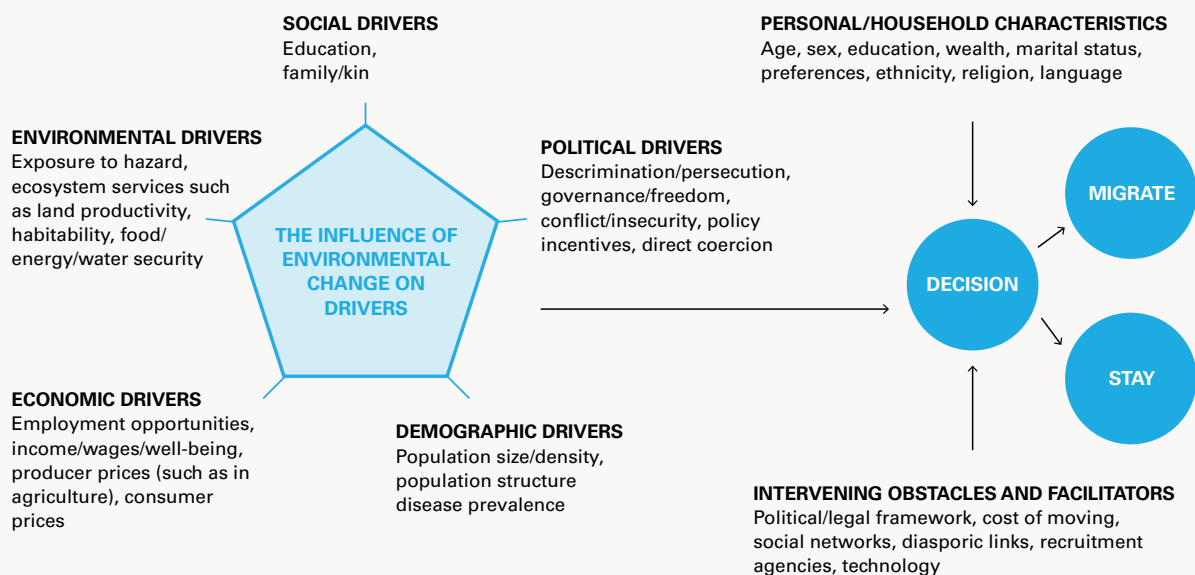 SOCIAL DRIVERS
Education,
family/kin
PERSONAL/HOUSEHOLD CHARACTERISTICS
Age, sex, education, wealth, marital status,
preferences, ethnicity, religion, language
ENVIRONMENTAL DRIVERS
Exposure to hazard,
ecosystem services such
as land productivity,
habitability, food/
energy/water security
THE INFLUENCE OF
ENVIRONMENTAL
CHANGE ON
DRIVERS
POLITICAL DRIVERS
Descrimination/persecution,
governance/freedom,
conflict/insecurity, policy
incentives, direct coercion
MIGRATE
DECISION
STAY
ECONOMIC DRIVERS
Employment opportunities,
income/wages/well-being,
producer prices (such as in
agriculture), consumer
prices
DEMOGRAPHIC DRIVERS
Population size/density,
population structure
disease prevalence
INTERVENING OBSTACLES AND FACILITATORS
Political/legal framework, cost of moving,
social networks, diasporic links, recruitment
agencies, technology